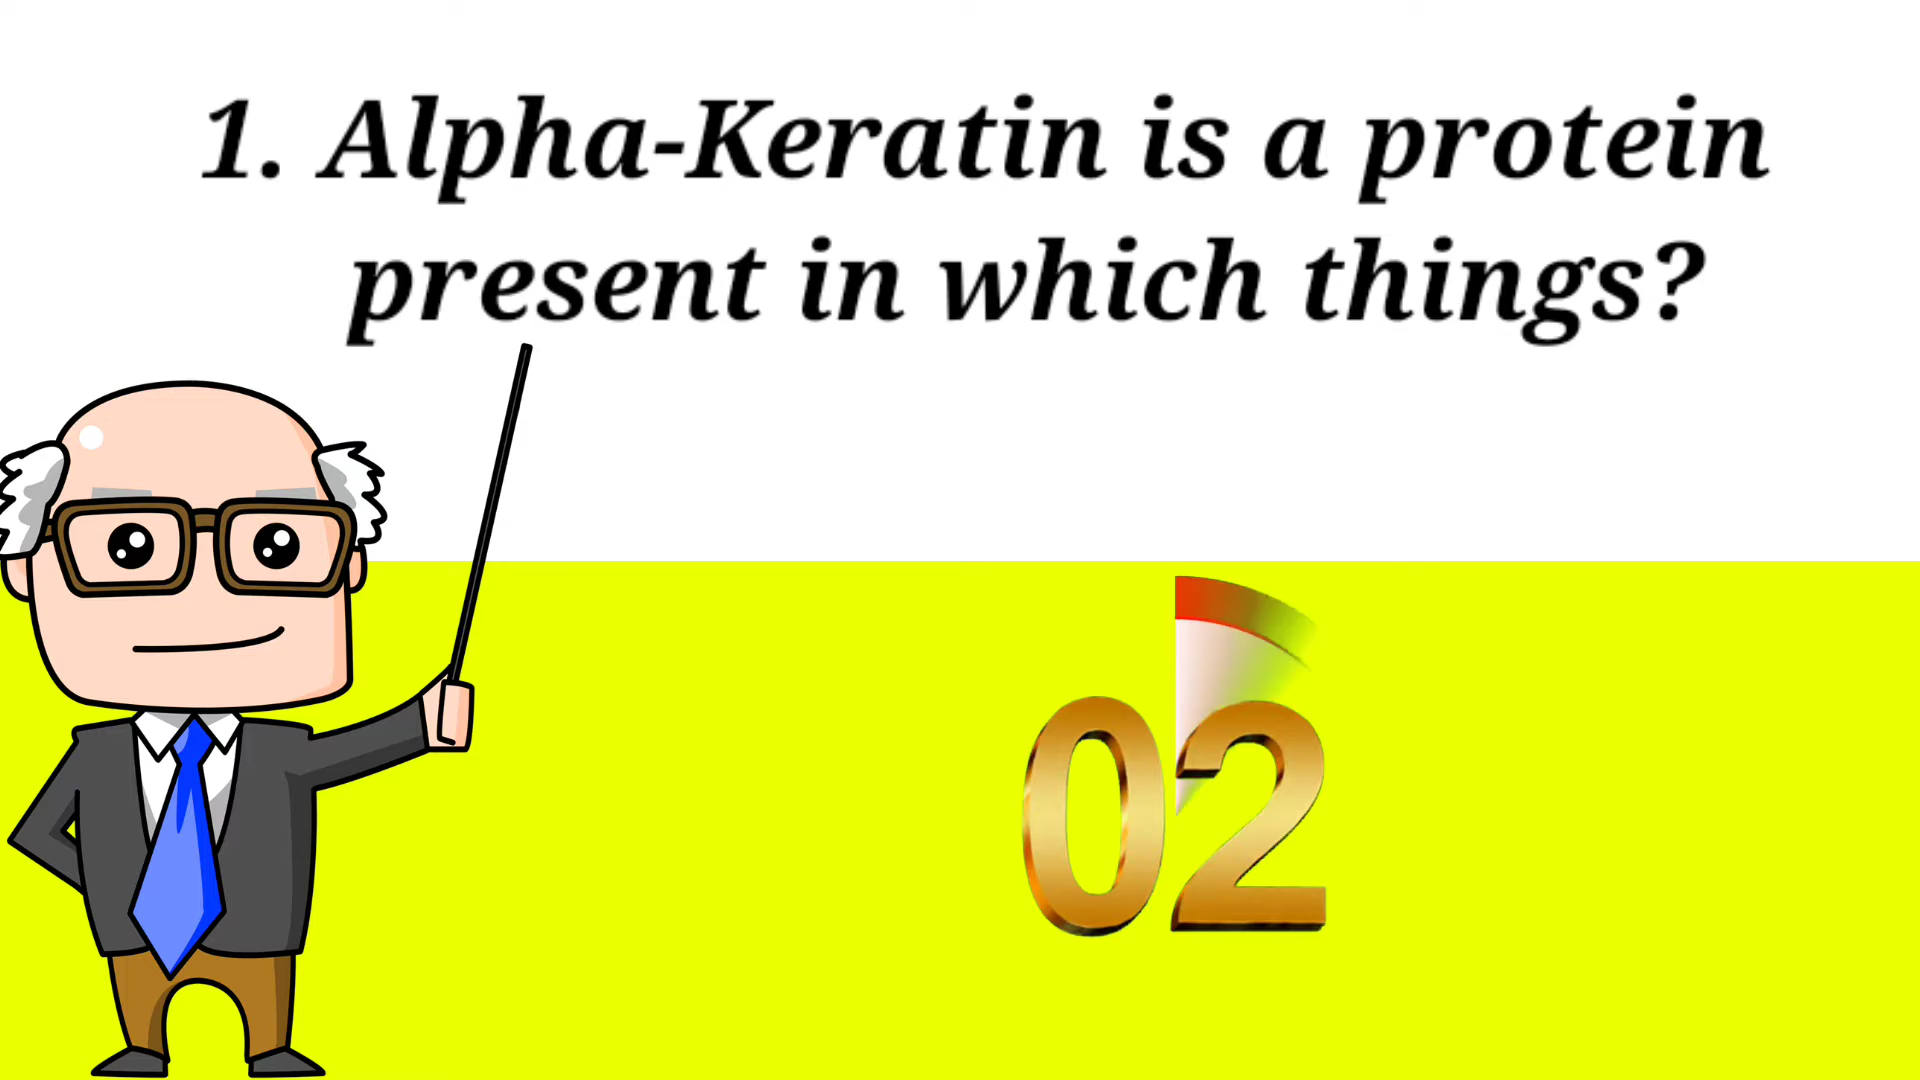 1. Alpha-Keratin is a protein
present in which things?
02